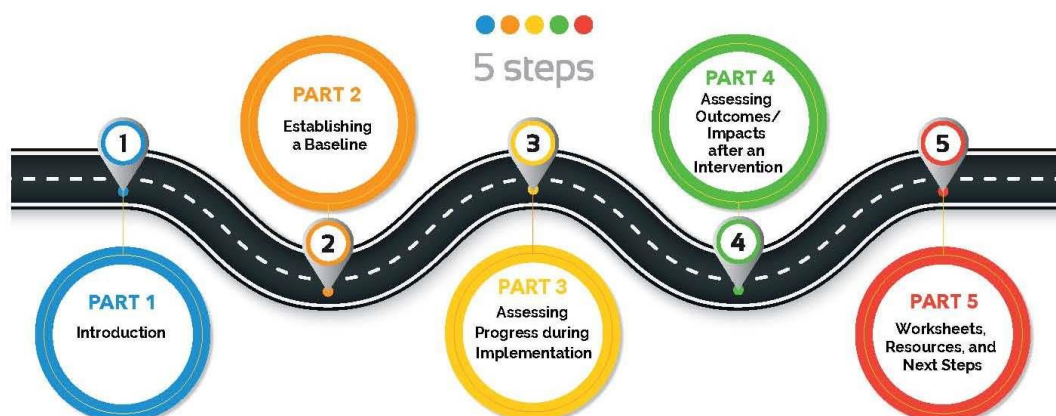 5 steps
1
PART 1
Introduction
2
PART 2
Establishing
a Baseline
3
PART 3
Assessing
Progress during
Implementation
4
PART 4
Assessing
Outcomes/
Impacts
after an
Intervention
5
PART 5
Worksheets,
Resources, and
Next Steps